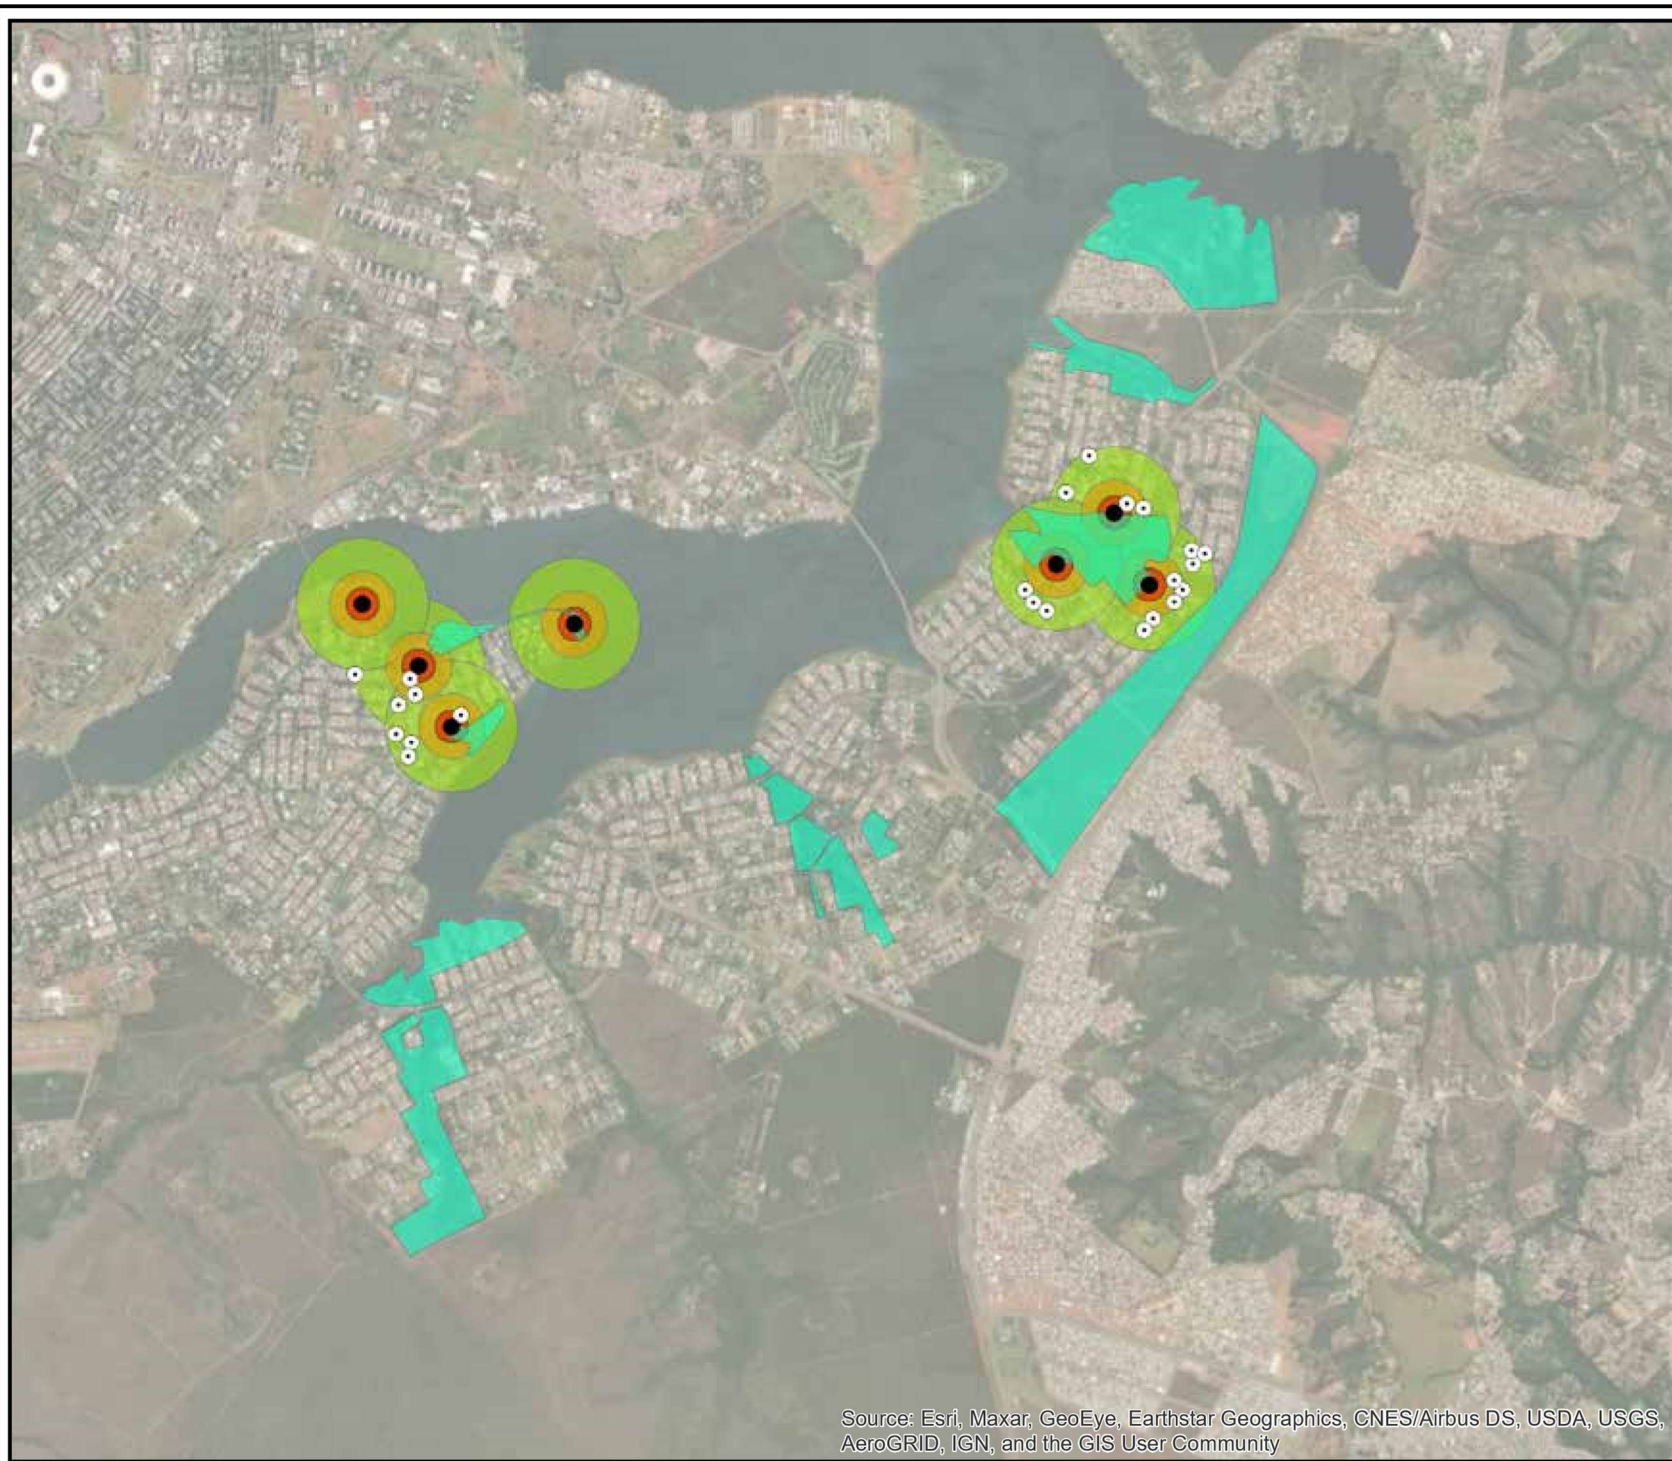 Source: Esri, Maxar, GeoEye, Earthstar Geographics, CNES/Airbus DS, USDA, USGS,
AeroGRID, IGN, and the GIS User Community